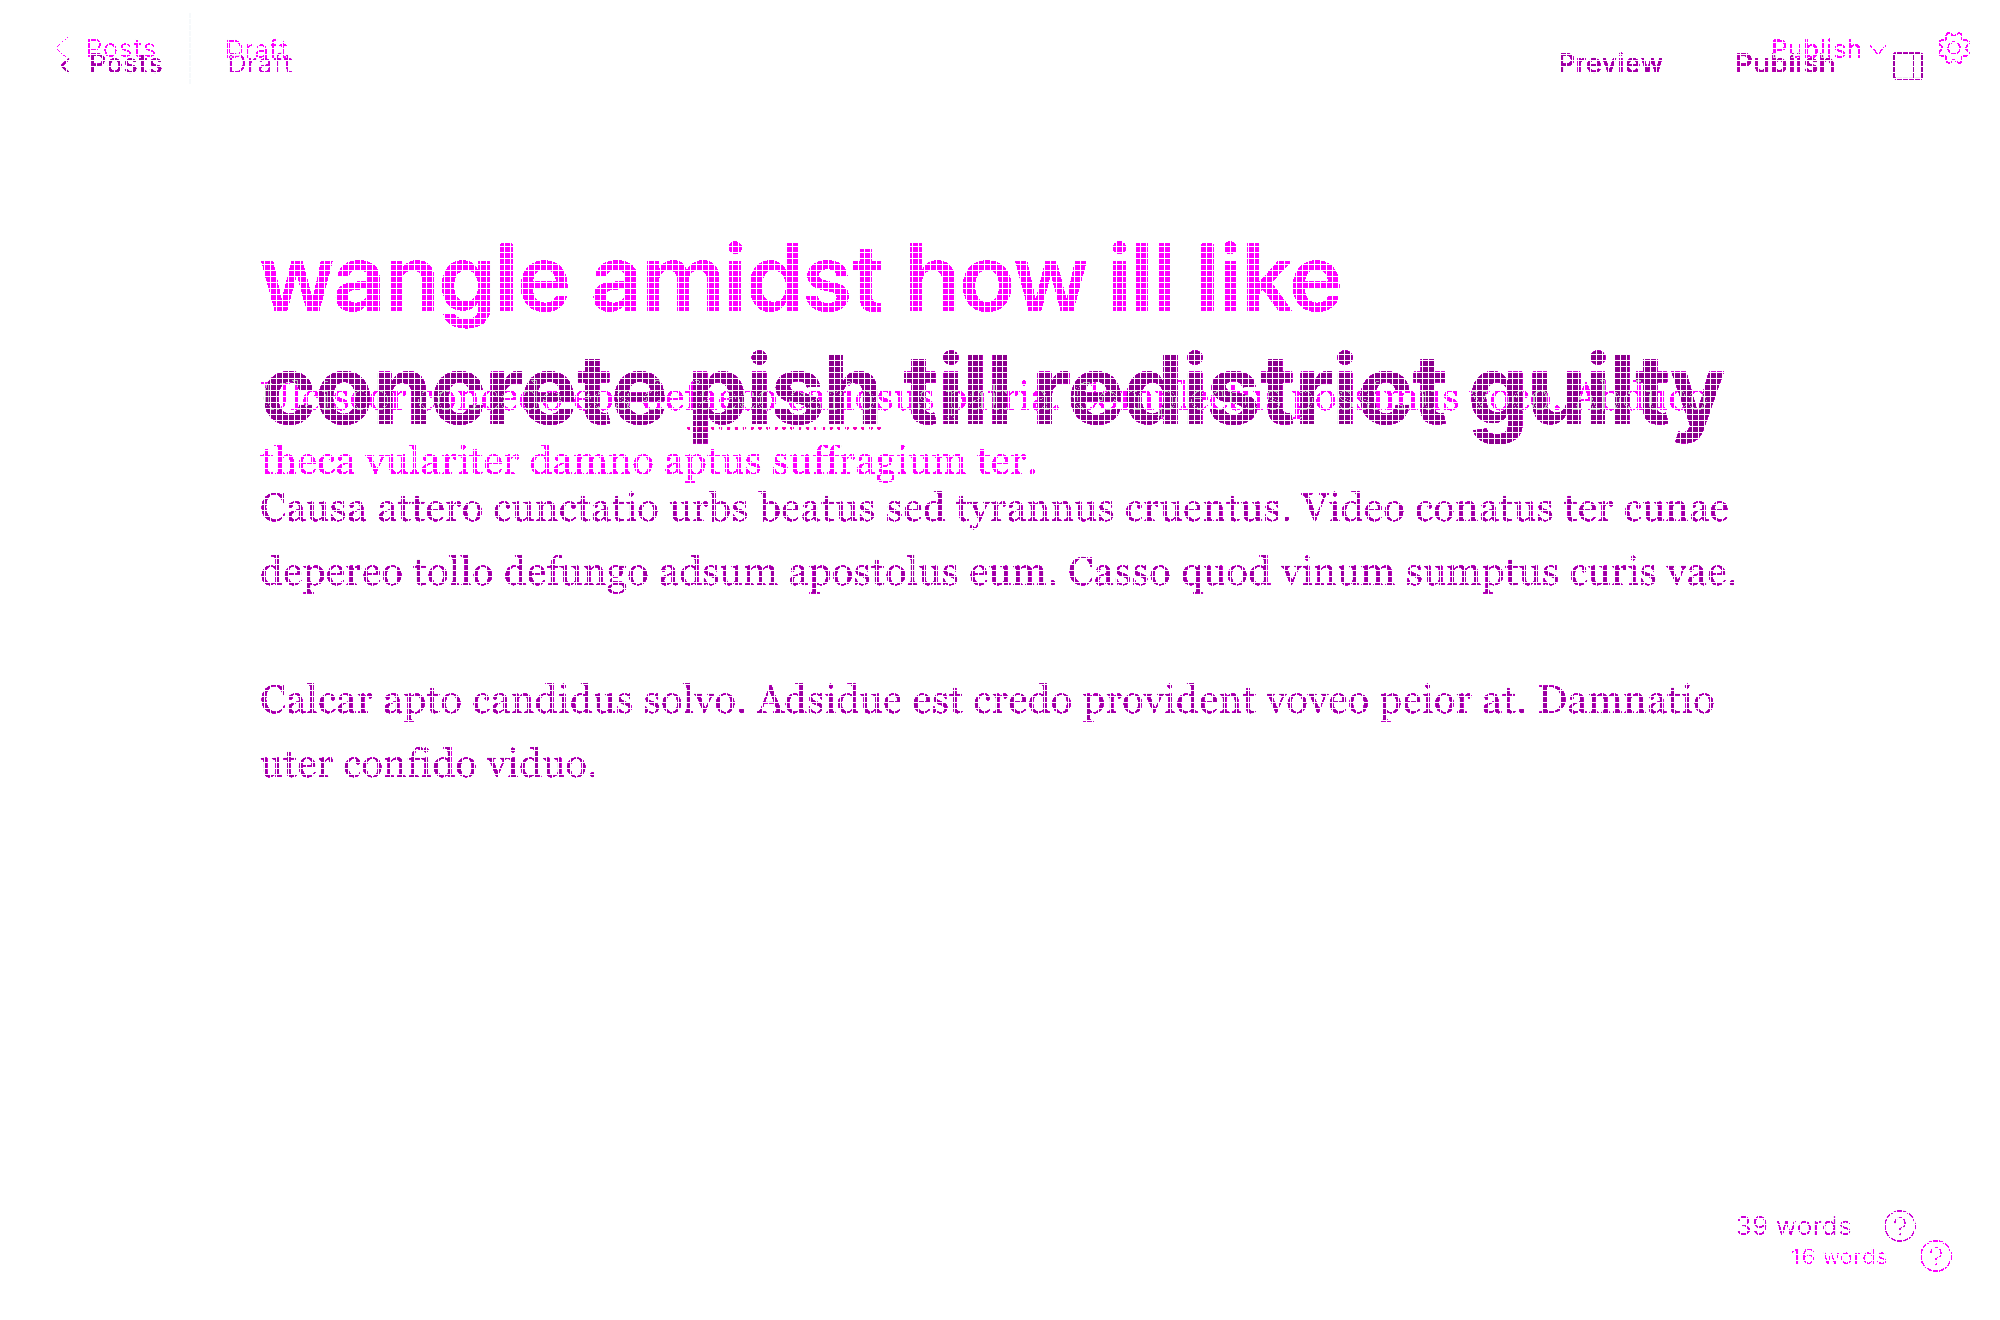 Posts Draft Publish
Posts Draft Preview Publish
wangle amidst how ill like
concrete pish till redistrict guilty
theca vulariter damno aptus suffragium ter.
Causa attero cunctatio urbs beatus sed tyrannus cruentus. Video conatus ter cunae
depereo tollo defungo adsum apostolus eum. Casso quod vinum sumptus curis vae.
Calcar apto candidus solvo. Adsidue est credo provident voveo peior at. Damnatio
uter confido viduo.
39 words ?
16 words ?